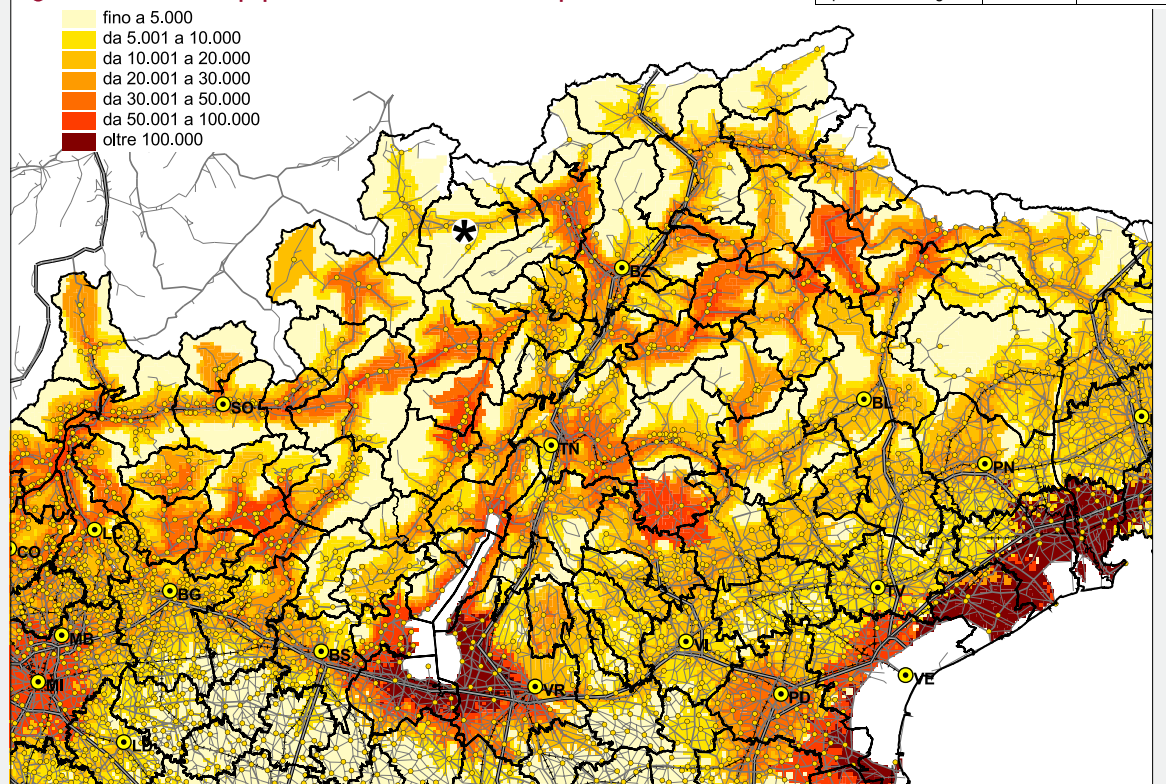 fino a 5.000
da 5.001 a 10.000
da 10.001 a 20.000
da 20.001 a 30.000
da 30.001 a 50.000
da 50.001 a 100.000
oltre 100.000
*
BZ
SO
BL
TN
PN
LC
CO
BG
TV
MB
VI
BS
VE
MI
VR
PD
LD